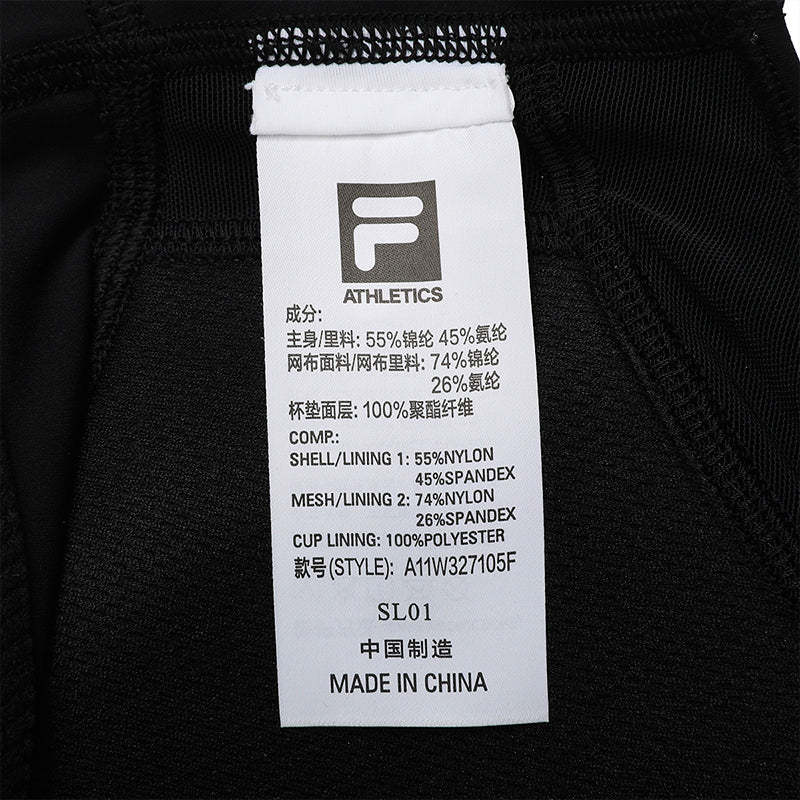 F
ATHLETICS
成分:
主身/里料: 55%锦纶 45%氨纶
网布面料/网布里料: 74%锦纶
26%氨纶
杯垫面层: 100%聚酯纤维
COMP.:
SHELL/LINING 1: 55%NYLON
45%SPANDEX
MESH/LINING 2: 74%NYLON
26%SPANDEX
CUP LINING: 100%POLYESTER
款号(STYLE): A11W327105F
SL01
中国制造
MADE IN CHINA